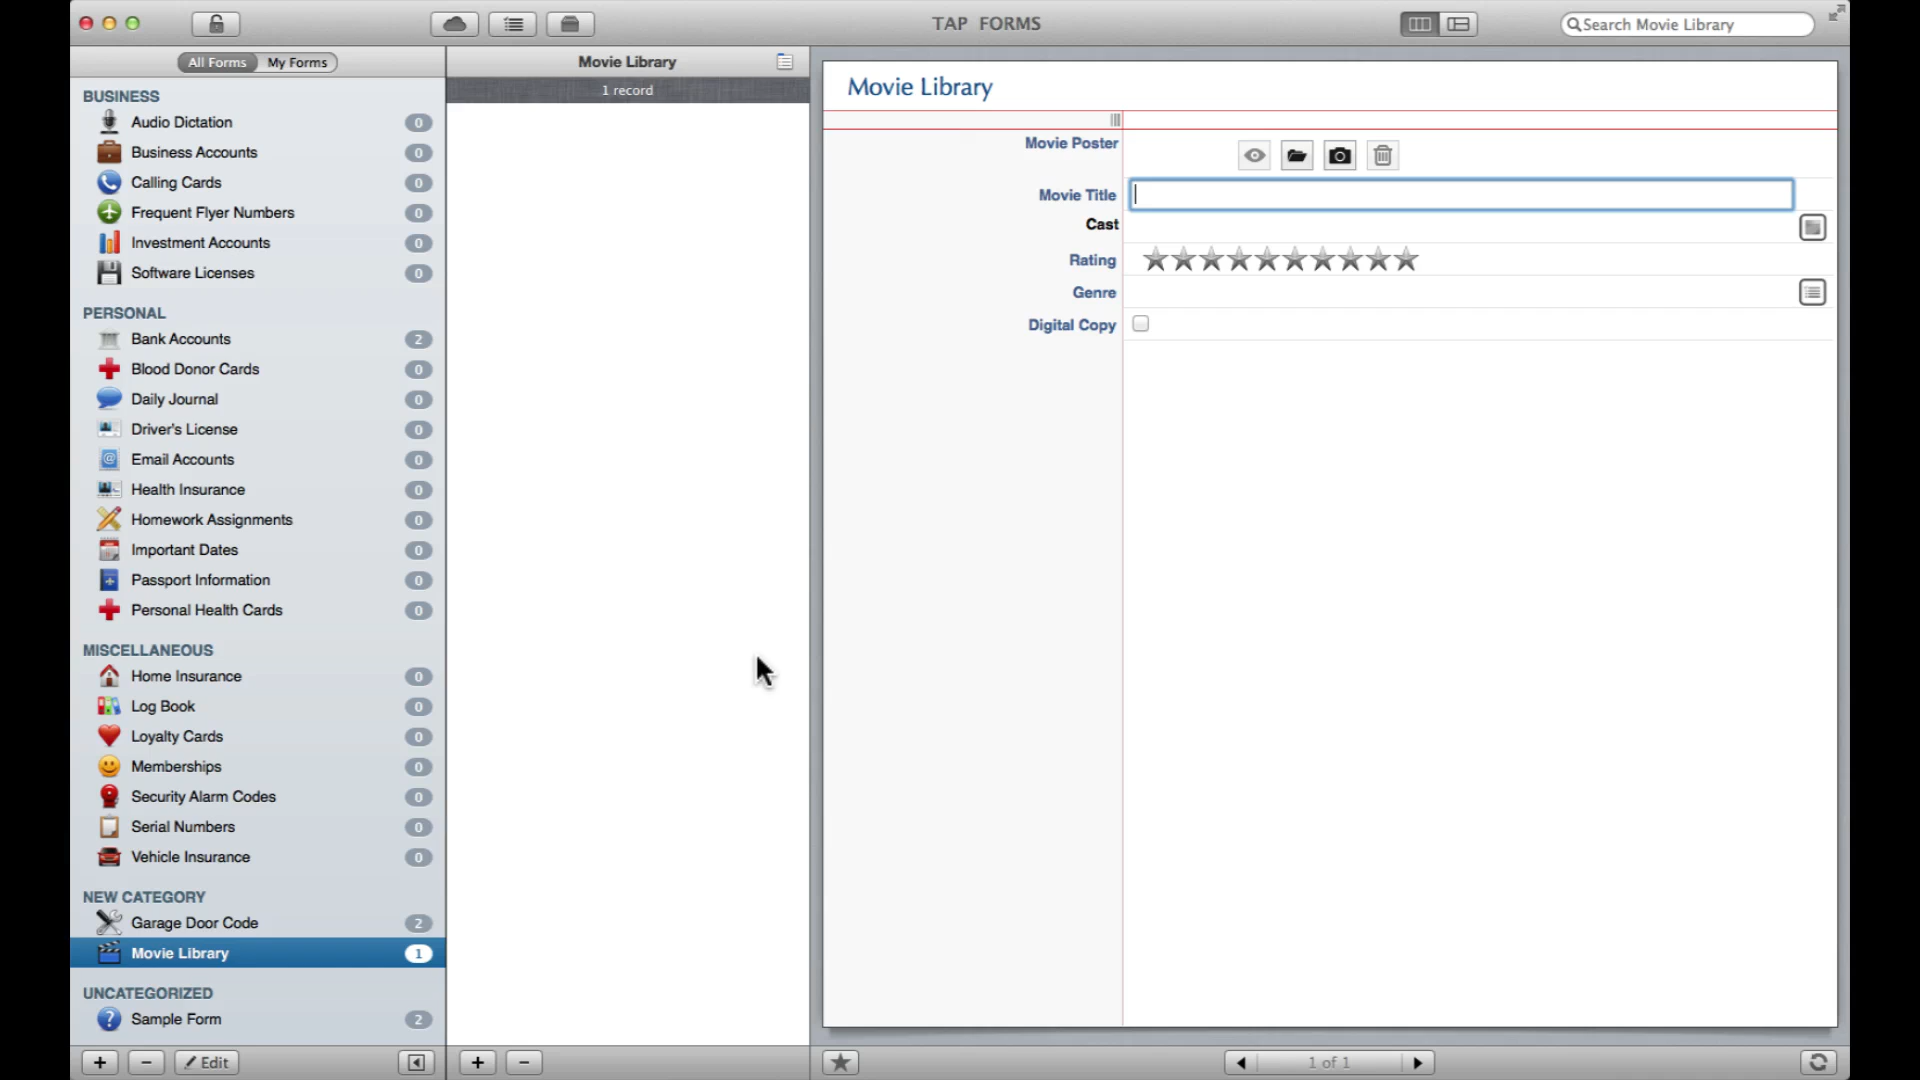 TAP FORMS
Search Movie Library
All Forms
My Forms
BUSINESS
Audio Dictation 0
Business Accounts 0
Calling Cards 0
Frequent Flyer Numbers 0
Investment Accounts 0
Software Licenses 0
PERSONAL
Bank Accounts 2
Blood Donor Cards 0
Daily Journal 0
Driver's License 0
Email Accounts 0
Health Insurance 0
Homework Assignments 0
Important Dates 0
Passport Information 0
Personal Health Cards 0
MISCELLANEOUS
Home Insurance 0
Log Book 0
Loyalty Cards 0
Memberships 0
Security Alarm Codes 0
Serial Numbers 0
Vehicle Insurance 0
NEW CATEGORY
Garage Door Code 2
Movie Library 1
UNCATEGORIZED
Sample Form 2
+ − Edit
Movie Library
1 record
+ −
Movie Library
Movie Poster
Movie Title
Cast
Rating
Genre
Digital Copy
1 of 1